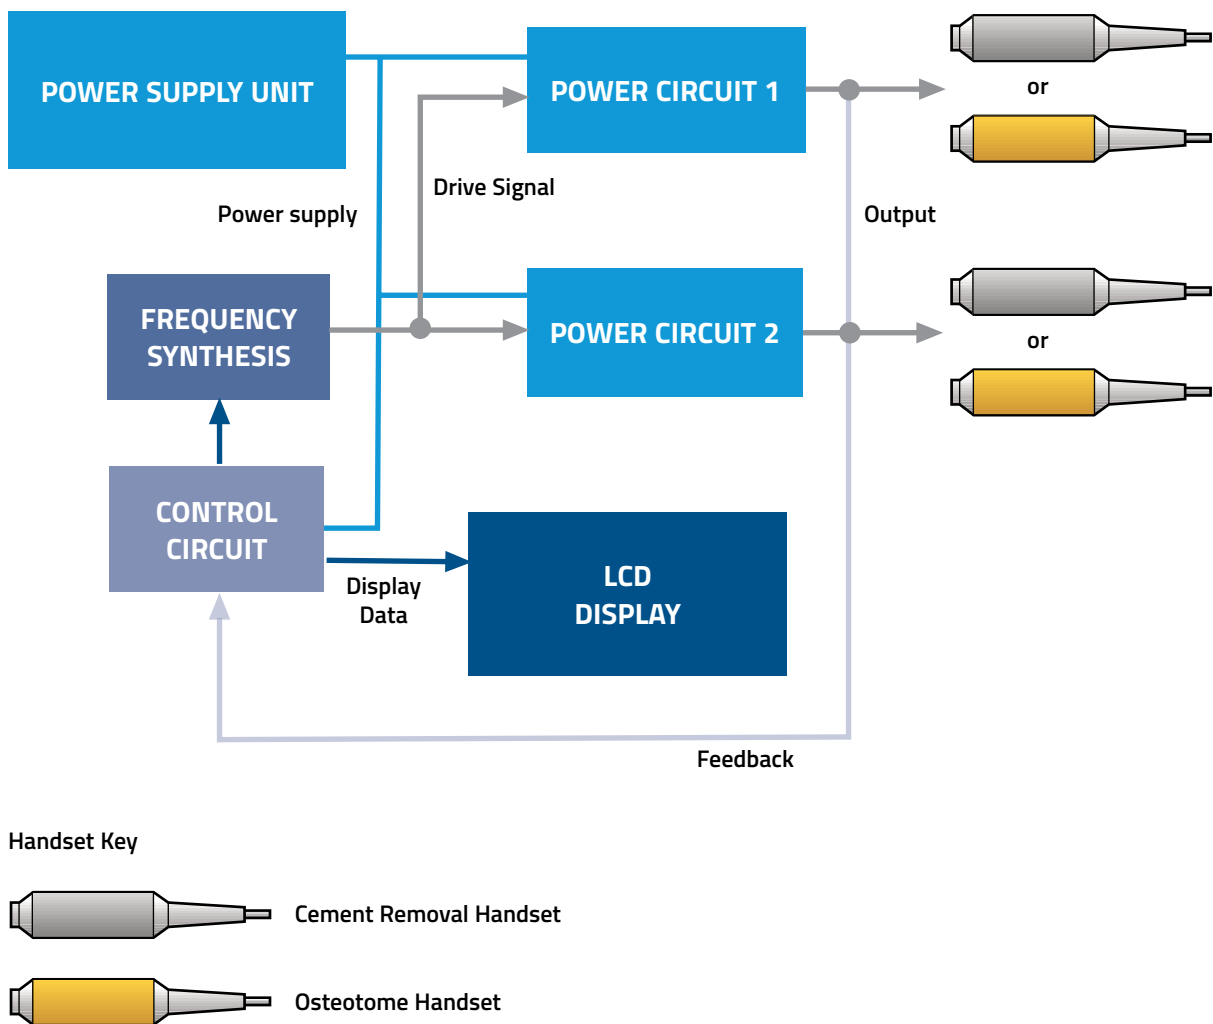 POWER SUPPLY UNIT
POWER CIRCUIT 1
or
Drive Signal
Power supply
Output
FREQUENCY
SYNTHESIS
POWER CIRCUIT 2
or
CONTROL
CIRCUIT
Display
Data
LCD
DISPLAY
Feedback
Handset Key
Cement Removal Handset
Osteotome Handset